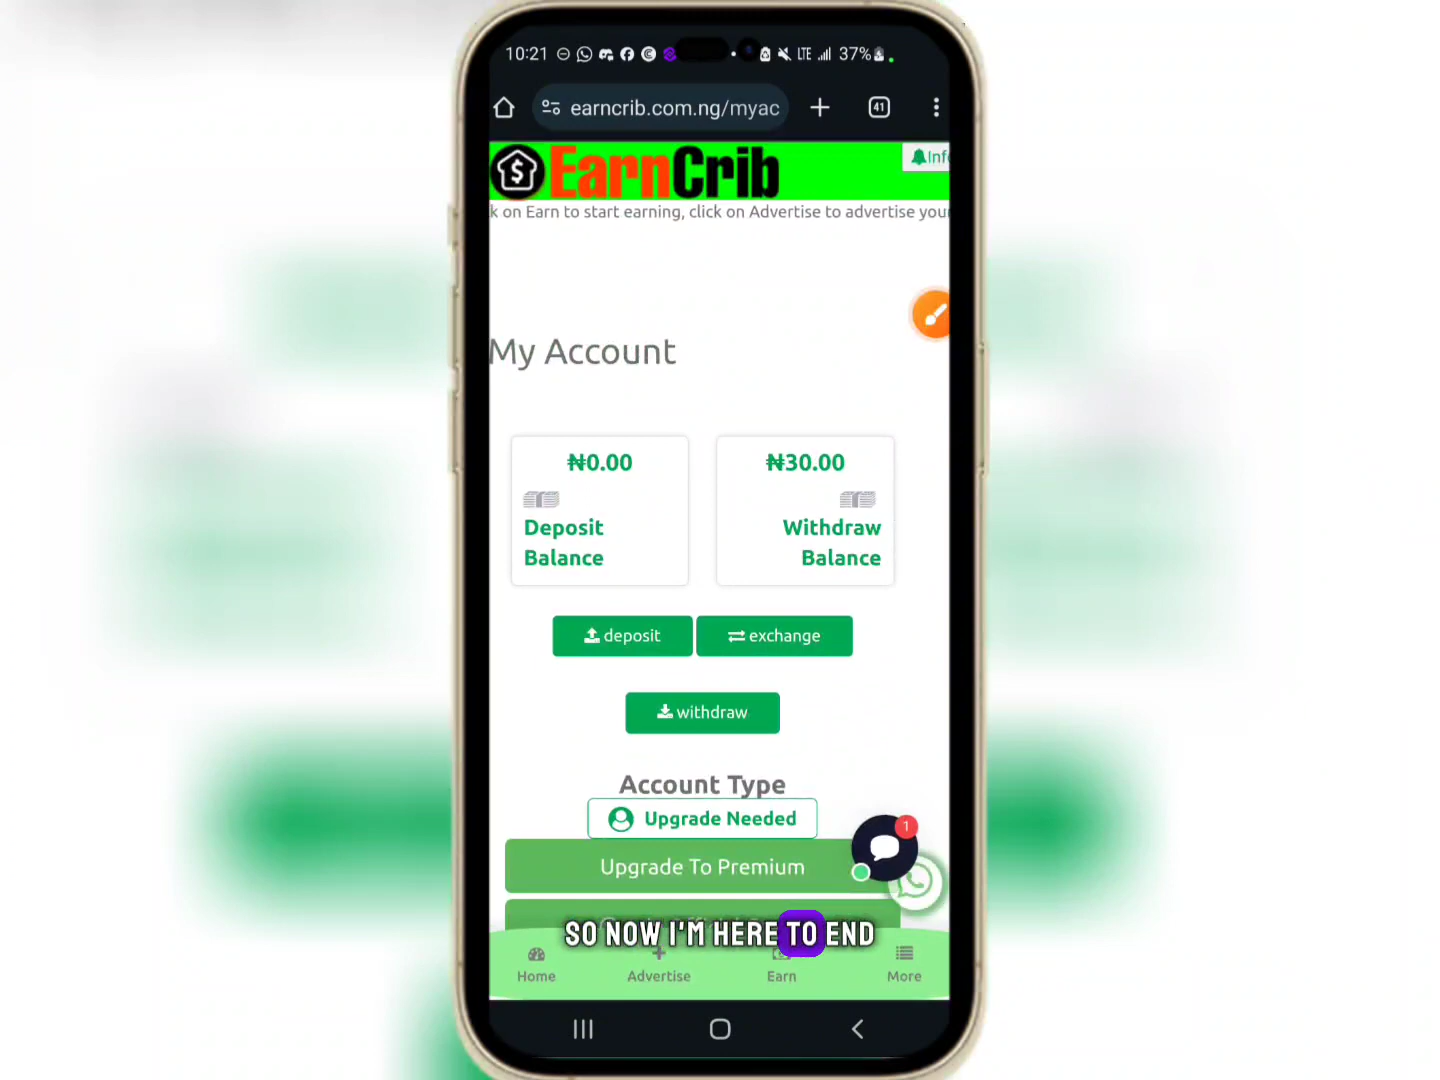 10:21 LTE 37%
earncrib.com.ng/myac 41
EarnCrib Info
k on Earn to start earning, click on Advertise to advertise your
My Account
₦0.00 ₦30.00
Deposit Balance
Withdraw Balance
deposit exchange
withdraw
Account Type
Upgrade Needed
1
Upgrade To Premium
SO NOW I'M HERE TO END
Home Advertise Earn More